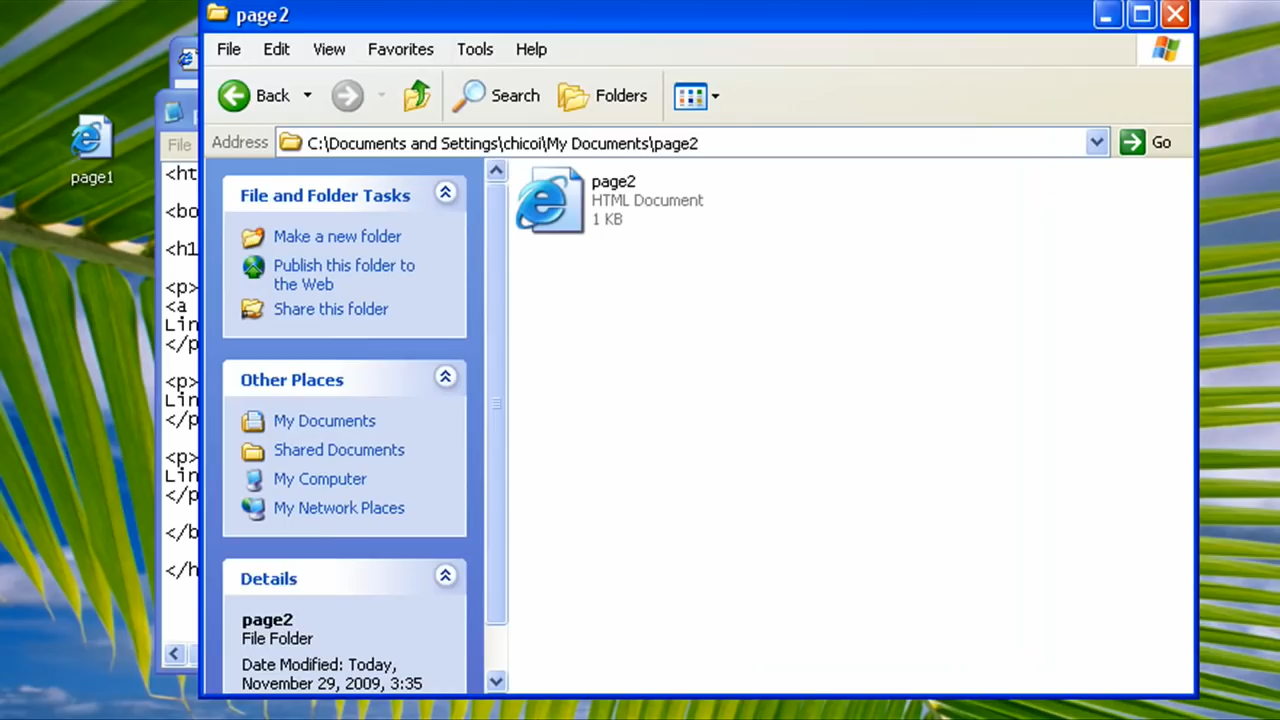 page2
File Edit View Favorites Tools Help
Back Search Folders
Address C:\Documents and Settings\chicoi\My Documents\page2 Go
page1
File
<ht
<bo
<h1
<p>
<a
Lin
</p
<p>
Lin
</p
<p>
Lin
</p
</b
</h
File and Folder Tasks
Make a new folder
Publish this folder to
the Web
Share this folder
Other Places
My Documents
Shared Documents
My Computer
My Network Places
Details
page2
File Folder
Date Modified: Today,
November 29, 2009, 3:35
page2
HTML Document
1 KB